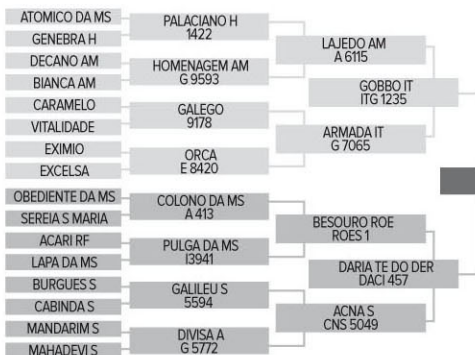 ATOMICO DA MS
GENEBRA H
DECANO AM
BIANCA AM
CARAMELO
VITALIDADE
EXIMIO
EXCELSA
OBEDIENTE DA MS
SEREIA S MARIA
ACARI RF
LAPA DA MS
BURGUES S
CABINDA S
MANDARIM S
MAHADEVI S
PALACIANO H
1422
HOMENAGEM AM
G 9593
GALEGO
9178
ORCA
E 8420
COLONO DA MS
A 413
PULGA DA MS
I3941
GALILEU S
5594
DIVISA A
G 5772
LAJEDO AM
A 6115
ARMADA IT
G 7065
BESOURO ROE
ROES 1
ACNA S
CNS 5049
GOBBO IT
ITG 1235
DARIA TE DO DER
DACI 457